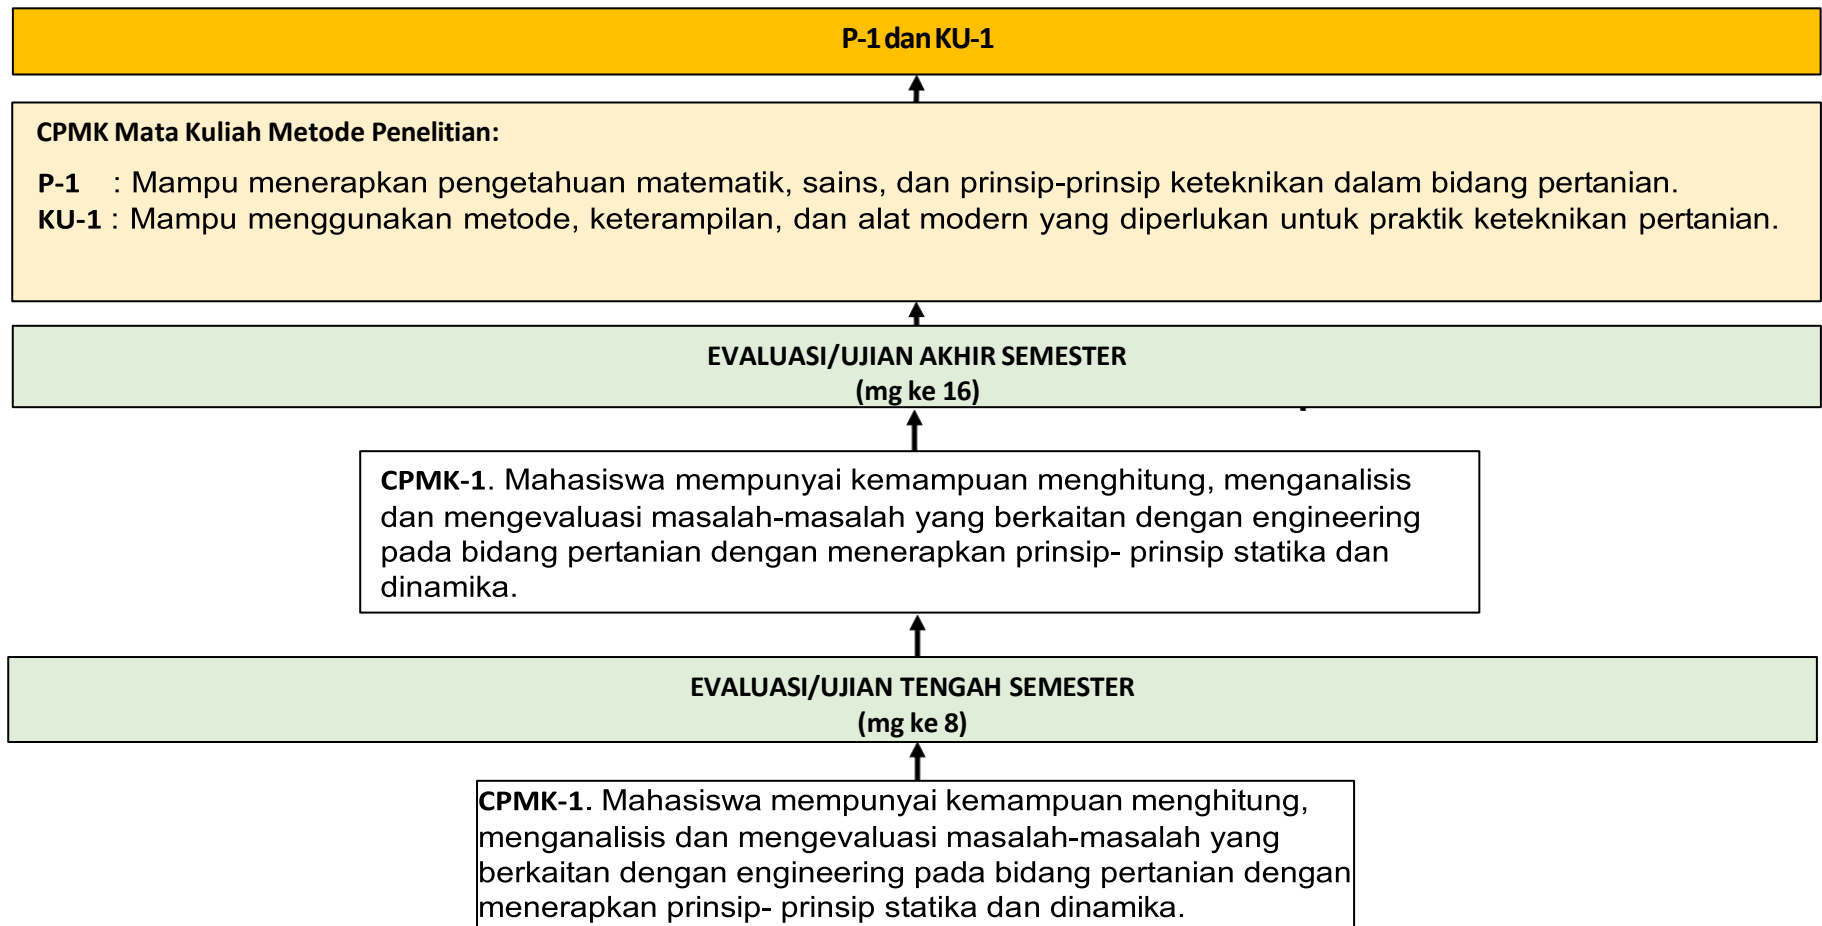 P-1 dan KU-1
CPMK Mata Kuliah Metode Penelitian:
P-1 : Mampu menerapkan pengetahuan matematik, sains, dan prinsip-prinsip keteknikan dalam bidang pertanian.
KU-1 : Mampu menggunakan metode, keterampilan, dan alat modern yang diperlukan untuk praktik keteknikan pertanian.
EVALUASI/UJIAN AKHIR SEMESTER
(mg ke 16)
CPMK-1. Mahasiswa mempunyai kemampuan menghitung, menganalisis
dan mengevaluasi masalah-masalah yang berkaitan dengan engineering
pada bidang pertanian dengan menerapkan prinsip- prinsip statika dan
dinamika.
EVALUASI/UJIAN TENGAH SEMESTER
(mg ke 8)
CPMK-1. Mahasiswa mempunyai kemampuan menghitung,
menganalisis dan mengevaluasi masalah-masalah yang
berkaitan dengan engineering pada bidang pertanian dengan
menerapkan prinsip- prinsip statika dan dinamika.